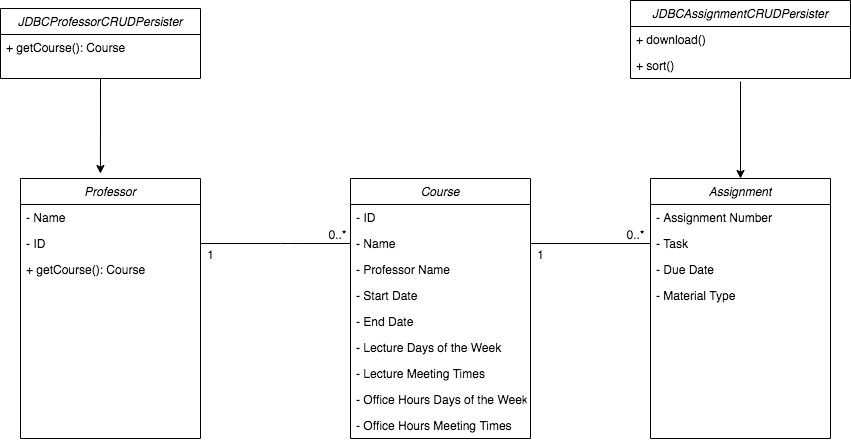 JDBCProfessorCRUDPersister
+ getCourse(): Course
JDBCAssignmentCRUDPersister
+ download()
+ sort()
Professor
- Name
- ID
+ getCourse(): Course
1
0..*
Course
- ID
- Name
- Professor Name
- Start Date
- End Date
- Lecture Days of the Week
- Lecture Meeting Times
- Office Hours Days of the Week
- Office Hours Meeting Times
1
0..*
Assignment
- Assignment Number
- Task
- Due Date
- Material Type